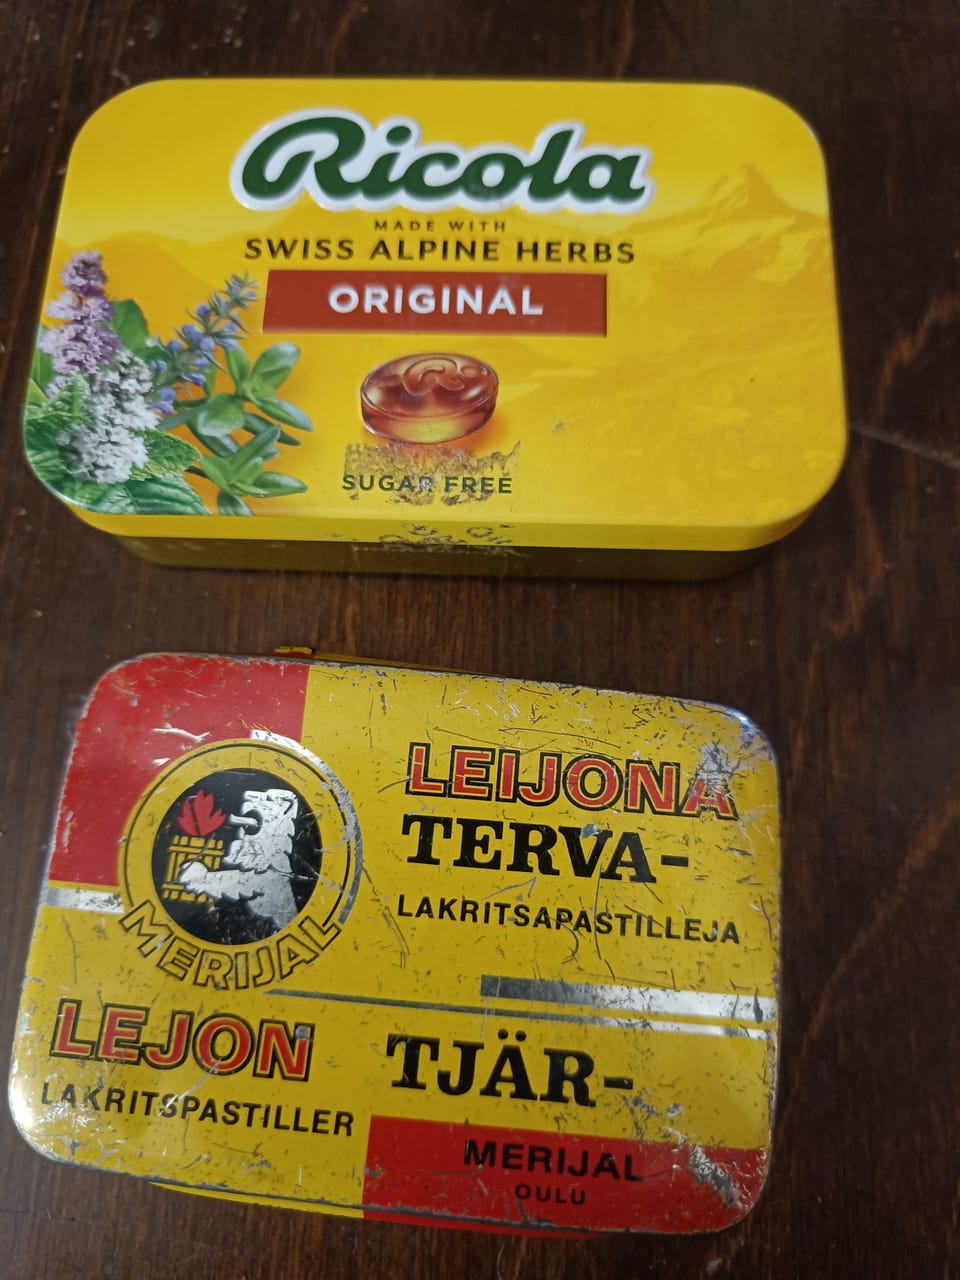 Ricola
MADE WITH
SWISS ALPINE HERBS
ORIGINAL
SUGAR FREE
LEIJONA
TERVA-
LAKRITSAPASTILLEJA
MERIJAL
LEJON TJÄR-
LAKRITSPASTILLER
MERIJAL
OULU